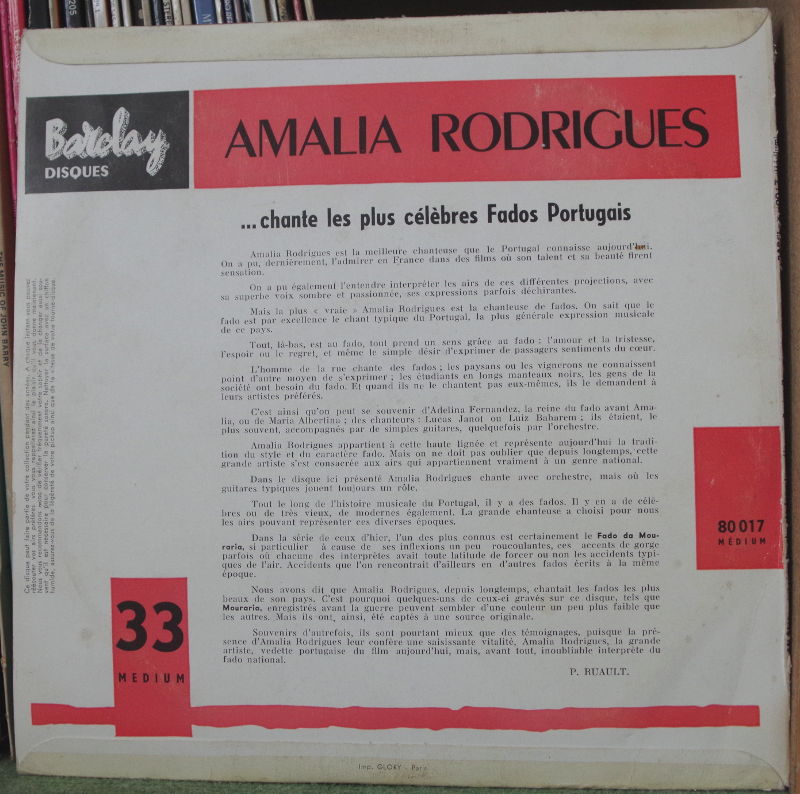 Barclay
DISQUES
AMALIA RODRIGUES
...chante les plus célèbres Fados Portugais
Amalia Rodrigues est la meilleure chanteuse que le Portugal connaisse aujourd'hui.
On a pu, dernièrement, l'admirer en France dans des films où son talent et sa beauté firent
sensation.
On a pu également l'entendre interpréter les airs de ces différentes projections, avec
sa superbe voix sombre et passionnée, ses expressions parfois déchirantes.
Mais la plus « vraie » Amalia Rodrigues est la chanteuse de fados. On sait que le
fado est par excellence le chant typique du Portugal, la plus générale expression musicale
de ce pays.
Tout, là-bas, est au fado, tout prend un sens grâce au fado : l'amour et la tristesse,
l'espoir ou le regret, et même le simple désir d'exprimer de passagers sentiments du cœur.
L'homme de la rue chante des fados ; les paysans ou les vignerons ne connaissent
point d'autre moyen de s'exprimer ; les étudiants en longs manteaux noirs, les gens de la
société ont besoin du fado. Et quand ils ne le chantent pas eux-mêmes, ils le demandent à
leurs artistes préférés.
C'est ainsi qu'on peut se souvenir d'Adelina Fernandez, la reine du fado avant Ama-
lia, ou de Maria Albertina ; des chanteurs : Lucas Janot ou Luiz Babarem ; ils étaient, le
plus souvent, accompagnés par de simples guitares, quelquefois par l'orchestre.
Amalia Rodrigues appartient à cette haute lignée et représente aujourd'hui la tradi-
tion du style et du caractère fado. Mais on ne doit pas oublier que depuis longtemps, cette
grande artiste s'est consacrée aux airs qui appartiennent vraiment à un genre national.
Dans le disque ici présenté Amalia Rodrigues chante avec orchestre, mais où les
guitares typiques jouent toujours un rôle.
Tout le long de l'histoire musicale du Portugal, il y a des fados. Il y en a de célè-
bres ou de très vieux, de modernes également. La grande chanteuse a choisi pour nous
les airs pouvant représenter ces diverses époques.
Dans la série de ceux d'hier, l'un des plus connus est certainement le Fado da Mou-
raria, si particulier à cause de ses inflexions un peu roucoulantes, ces accents de gorge
parfois où chacune des interprètes avait toute latitude de forcer ou non les accidents typi-
ques de l'air. Accidents que l'on rencontrait d'ailleurs en d'autres fados écrits à la même
époque.
Nous avons dit que Amalia Rodrigues, depuis longtemps, chantait les fados les plus
beaux de son pays. C'est pourquoi quelques-uns de ceux-ci gravés sur ce disque, tels que
Mouraria, enregistrés avant la guerre peuvent sembler d'une couleur un peu plus faible que
les autres. Mais ils ont, ainsi, été captés à une source originale.
Souvenirs d'autrefois, ils sont pourtant mieux que des témoignages, puisque la pré-
sence d'Amalia Rodrigues leur confère une saisissante vitalité. Amalia Rodrigues, la grande
artiste, vedette portugaise du film aujourd'hui, mais, avant tout, inoubliable interprète du
fado national.
P. RUAULT.
80 017
MÉDIUM
33
MEDIUM
Imp. GLORY - Paris
THE MUSIC OF JOHN BARRY